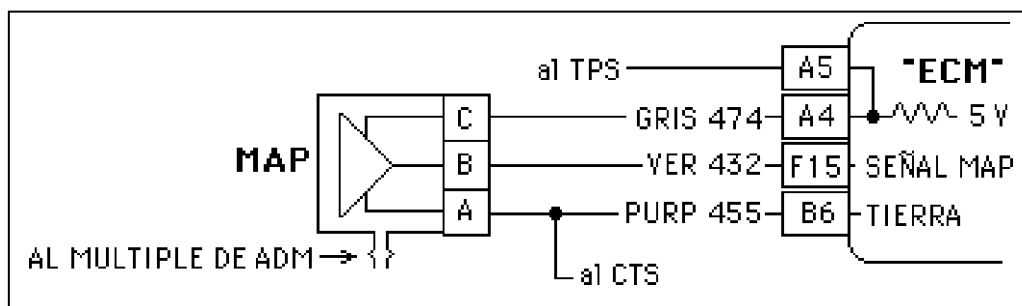 al TPS A5 "ECM"
C GRIS 474 A4 5 V
MAP B VER 432 F15 SEÑAL MAP
A PURP 455 B6 TIERRA
AL MULTIPLE DE ADM
al CTS